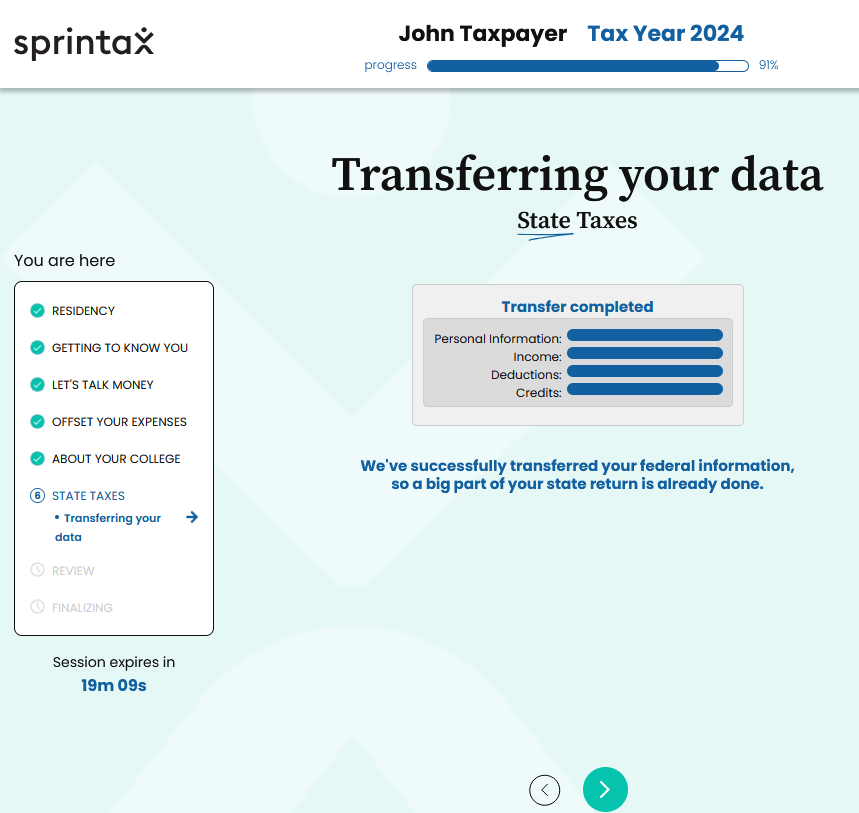 sprintax
John Taxpayer Tax Year 2024
progress 91%
Transferring your data
State Taxes
You are here
RESIDENCY
GETTING TO KNOW YOU
LET'S TALK MONEY
OFFSET YOUR EXPENSES
ABOUT YOUR COLLEGE
6 STATE TAXES
• Transferring your
data
REVIEW
FINALIZING
Session expires in
19m 09s
Transfer completed
Personal Information:
Income:
Deductions:
Credits:
We've successfully transferred your federal information,
so a big part of your state return is already done.